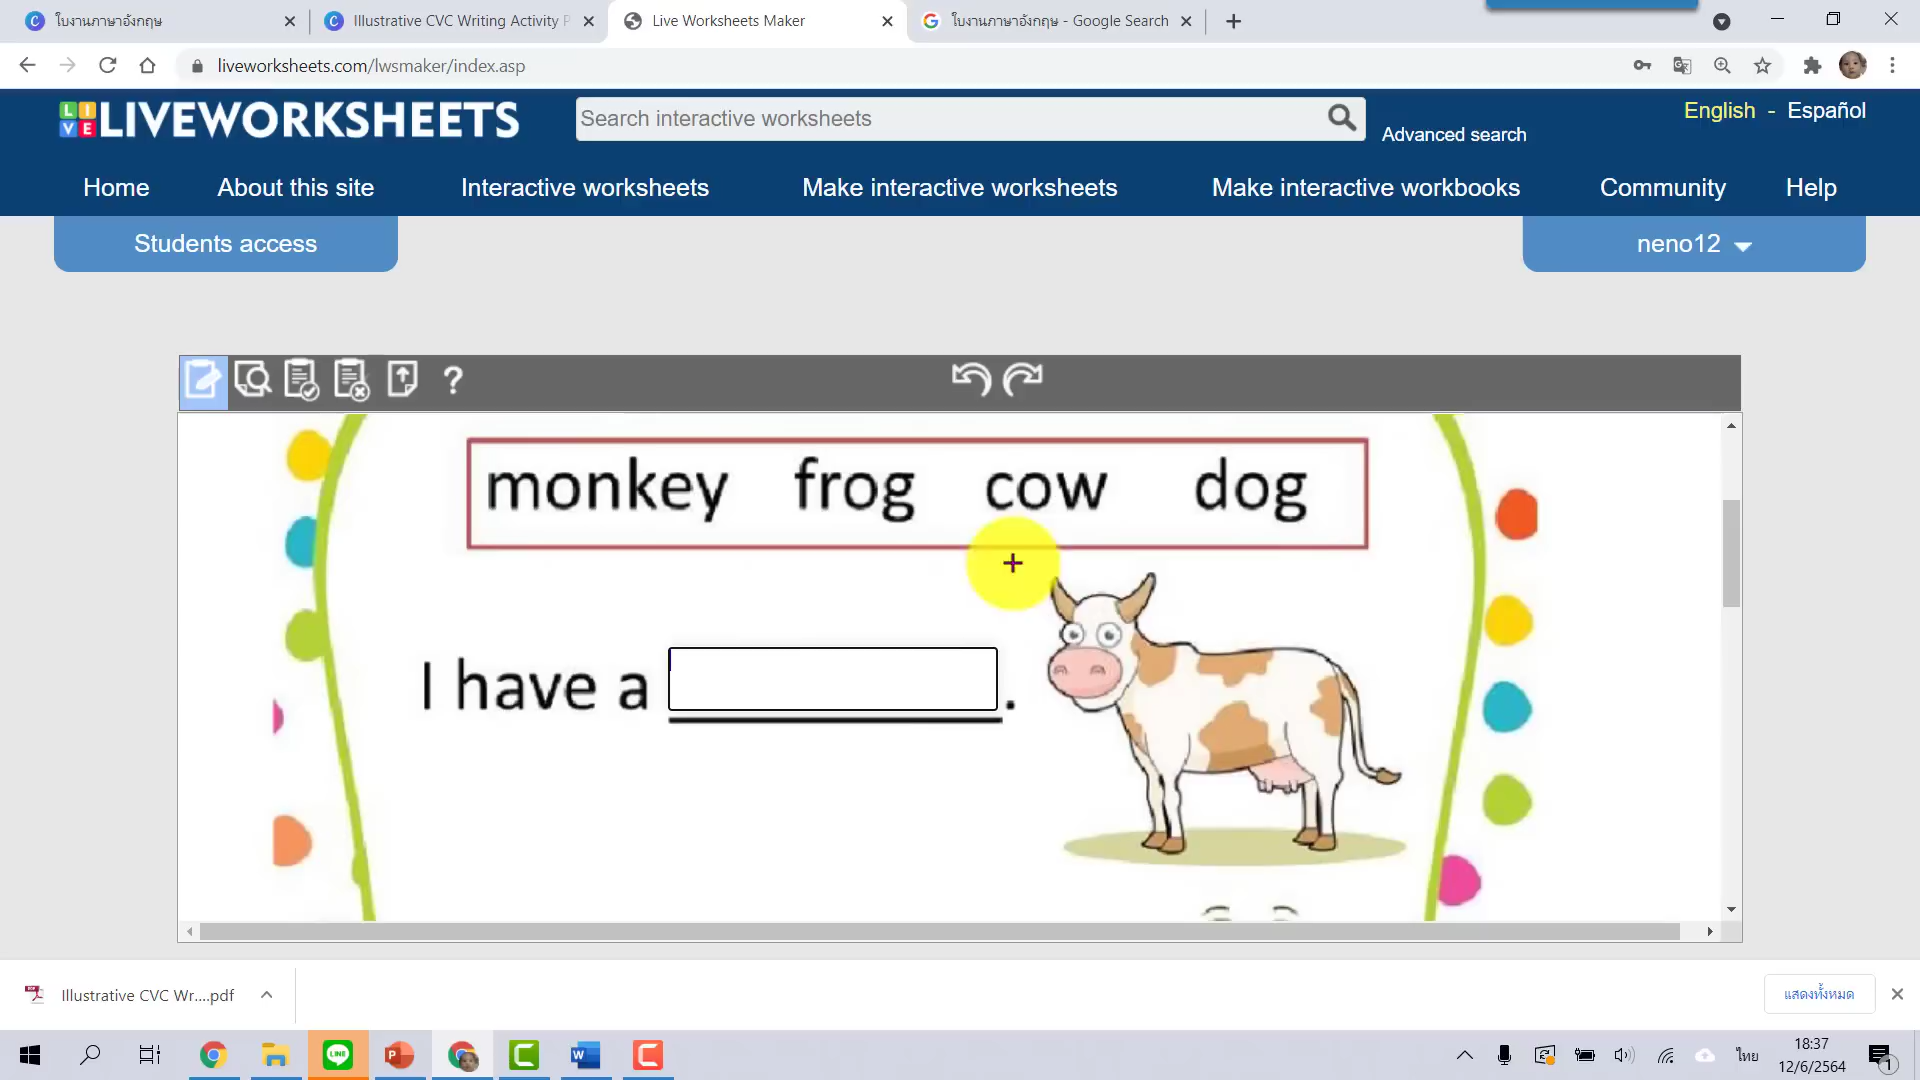 ใบงานภาษาอังกฤษ
Illustrative CVC Writing Activity P
Live Worksheets Maker
ใบงานภาษาอังกฤษ - Google Search
liveworksheets.com/lwsmaker/index.asp
LIVE LIVEWORKSHEETS
Search interactive worksheets
Advanced search
English - Español
Home About this site Interactive worksheets Make interactive worksheets Make interactive workbooks Community Help
Students access
neno12
?
monkey frog cow dog
I have a .
Illustrative CVC Wr....pdf
แสดงทั้งหมด
LINE
ไทย
18:37
12/6/2564
1